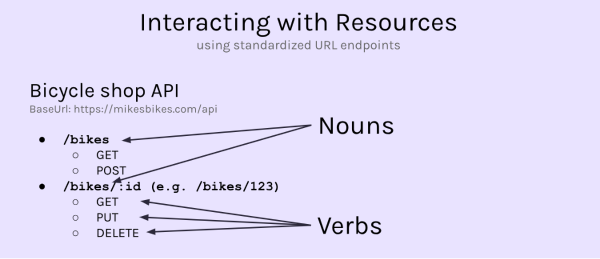 Interacting with Resources
using standardized URL endpoints
Bicycle shop API
BaseUrl: https://mikesbikes.com/api
● /bikes
○ GET
○ POST
● /bikes/:id (e.g. /bikes/123)
○ GET
○ PUT
○ DELETE
Nouns
Verbs